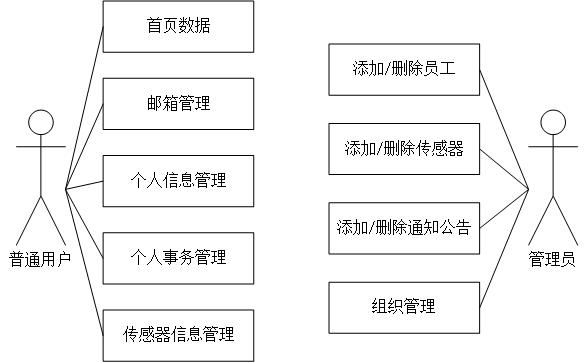 首页数据
邮箱管理
个人信息管理
个人事务管理
传感器信息管理
普通用户
添加/删除员工
添加/删除传感器
添加/删除通知公告
组织管理
管理员